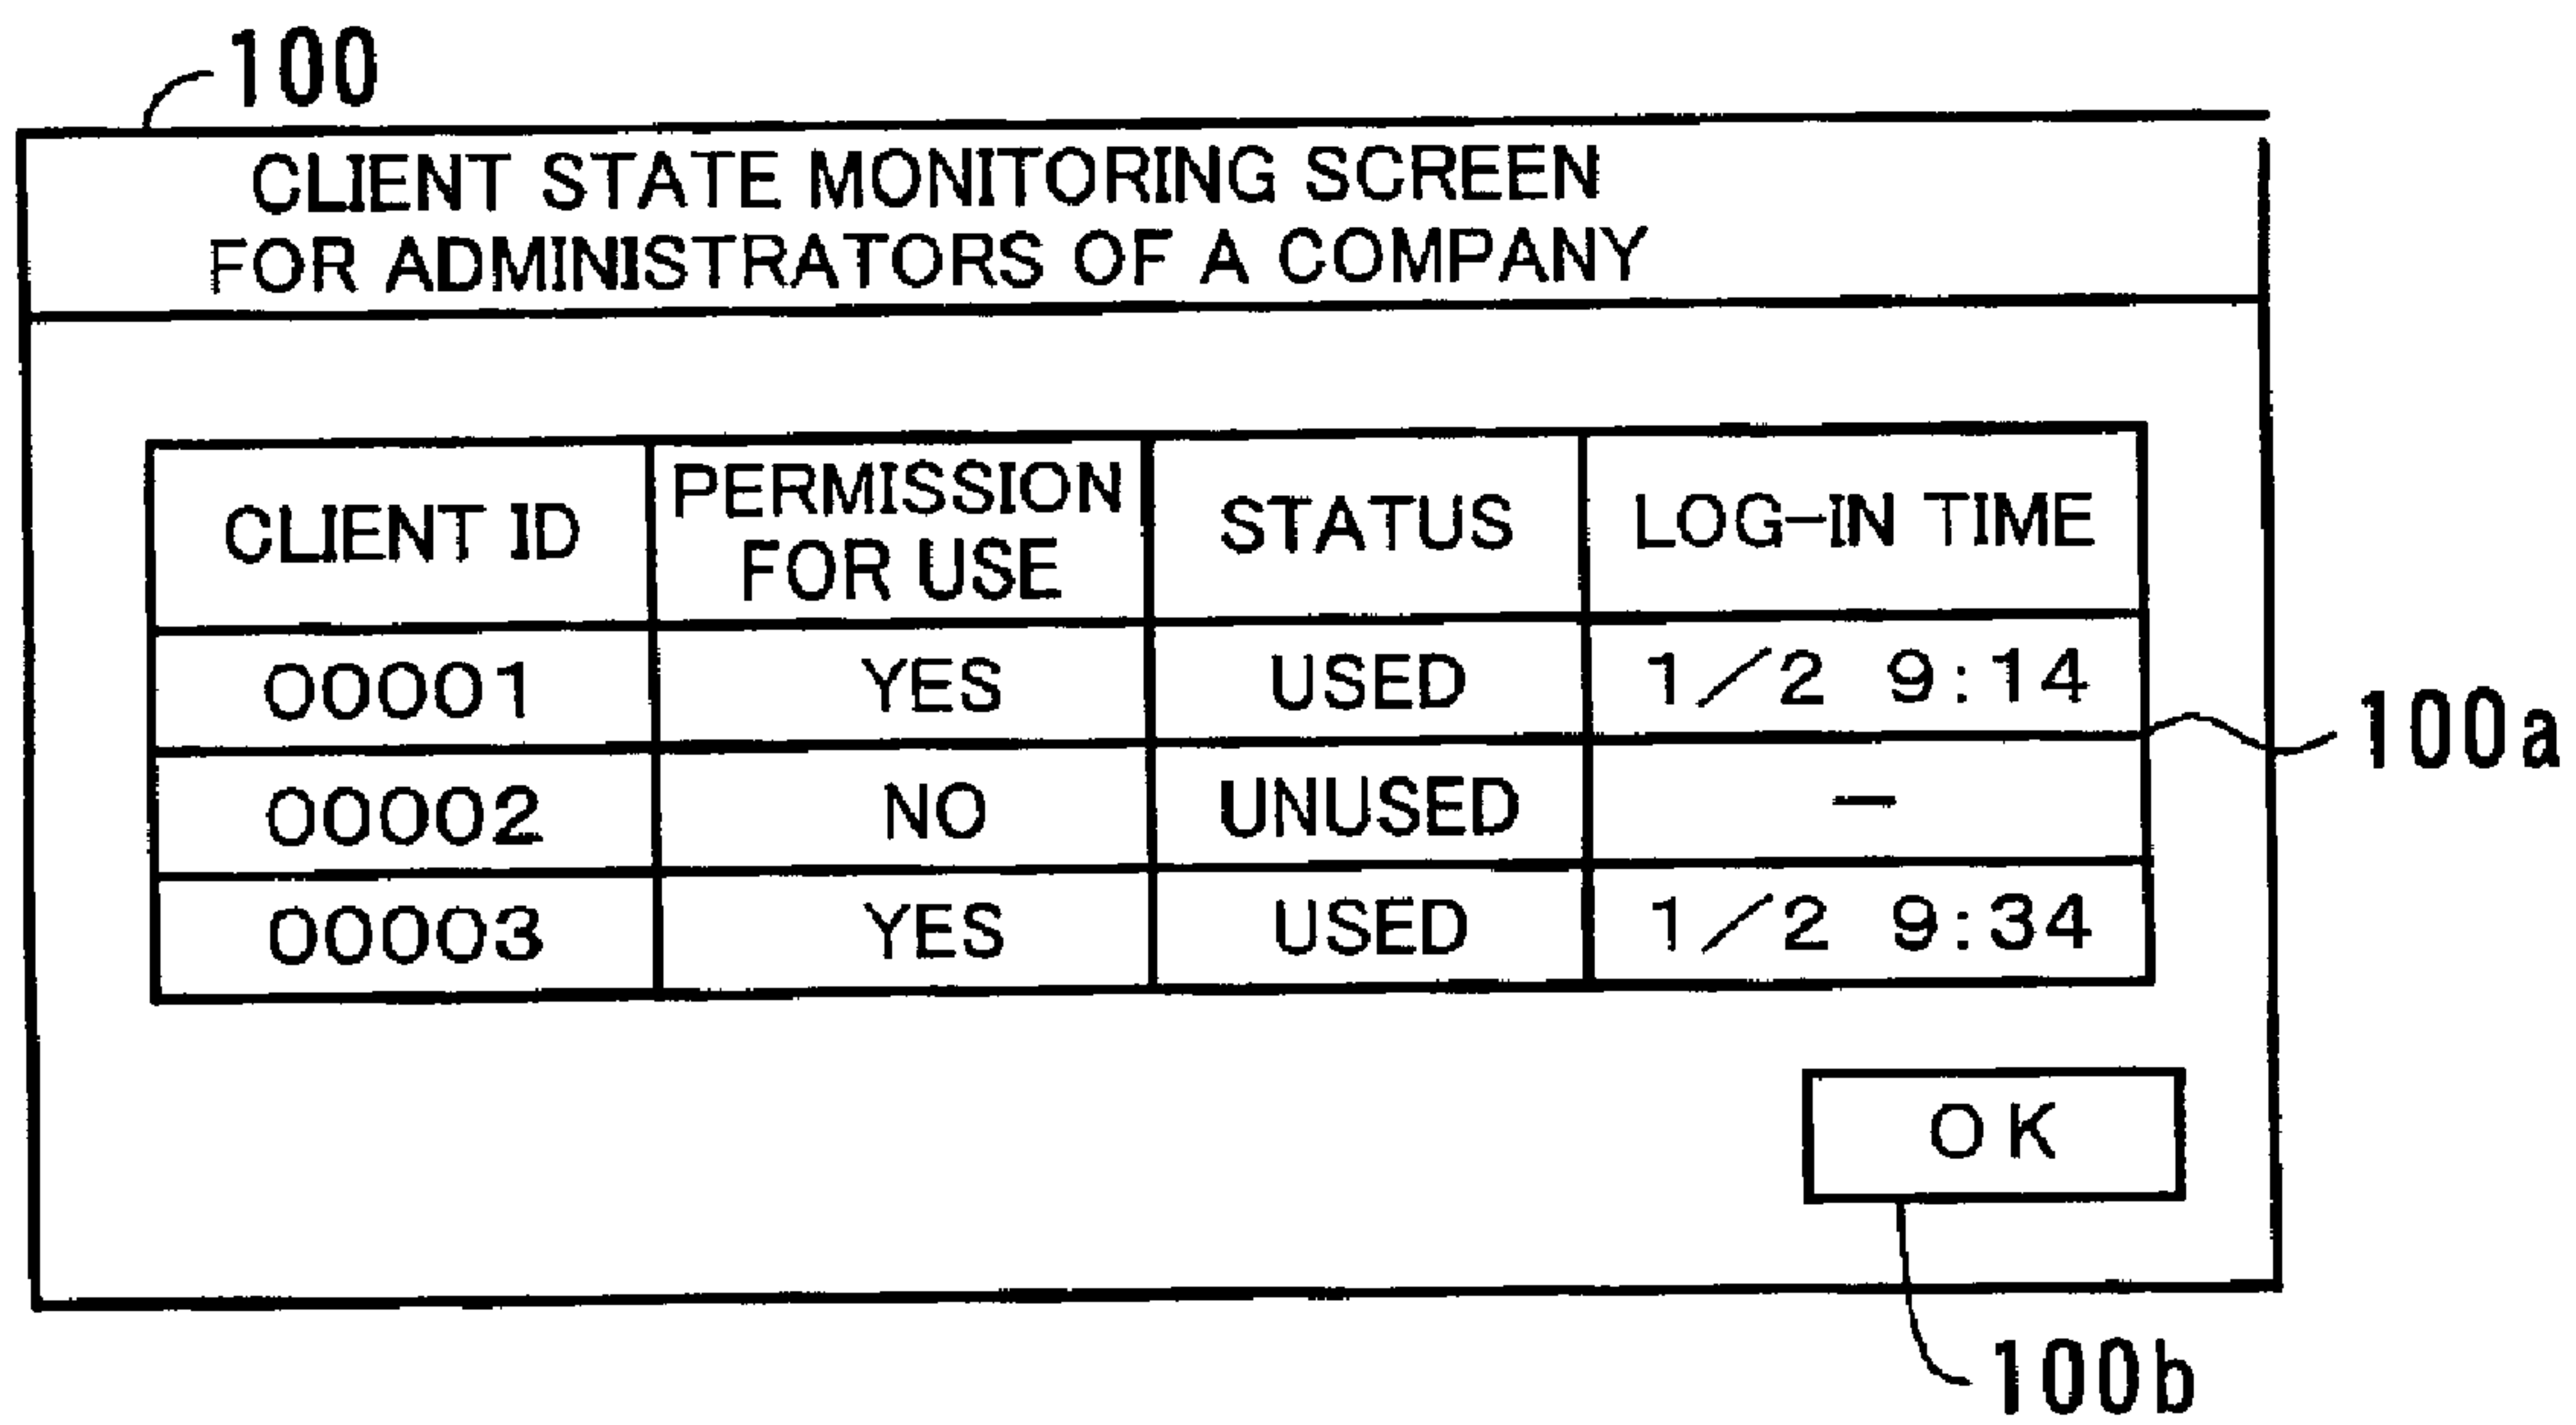 100
CLIENT STATE MONITORING SCREEN
FOR ADMINISTRATORS OF A COMPANY
CLIENT ID PERMISSION FOR USE STATUS LOG-IN TIME
00001 YES USED 1/2 9:14
00002 NO UNUSED —
00003 YES USED 1/2 9:34
100a
OK
100b